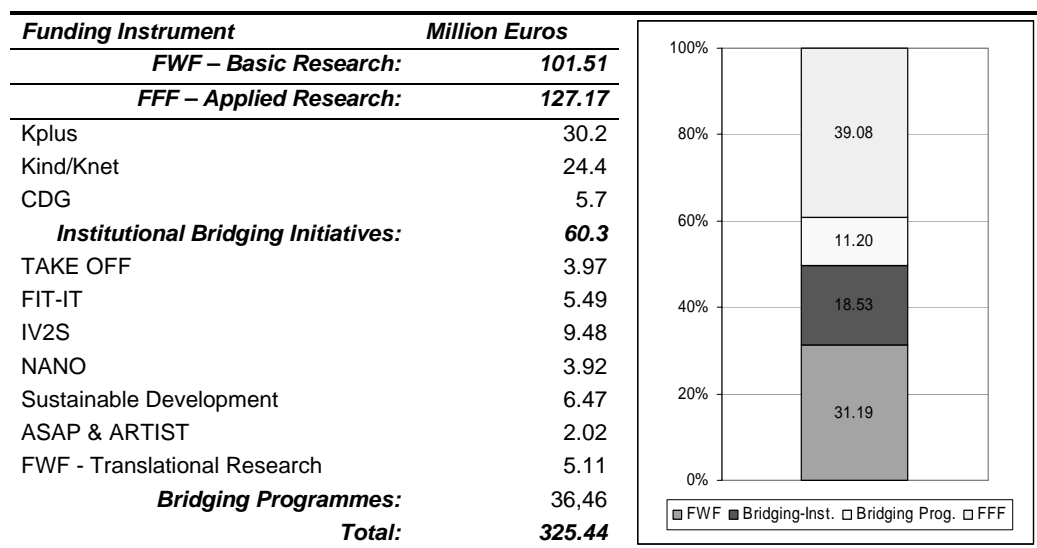 Funding Instrument Million Euros
FWF – Basic Research: 101.51
FFF – Applied Research: 127.17
Kplus 30.2
Kind/Knet 24.4
CDG 5.7
Institutional Bridging Initiatives: 60.3
TAKE OFF 3.97
FIT-IT 5.49
IV2S 9.48
NANO 3.92
Sustainable Development 6.47
ASAP & ARTIST 2.02
FWF - Translational Research 5.11
Bridging Programmes: 36,46
Total: 325.44
100%
80%
60%
40%
20%
0%
39.08
11.20
18.53
31.19
FWF Bridging-Inst. Bridging Prog. FFF